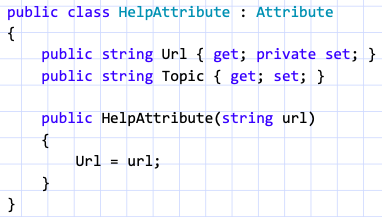 public class HelpAttribute : Attribute
{
    public string Url { get; private set; }
    public string Topic { get; set; }

    public HelpAttribute(string url)
    {
        Url = url;
    }
}